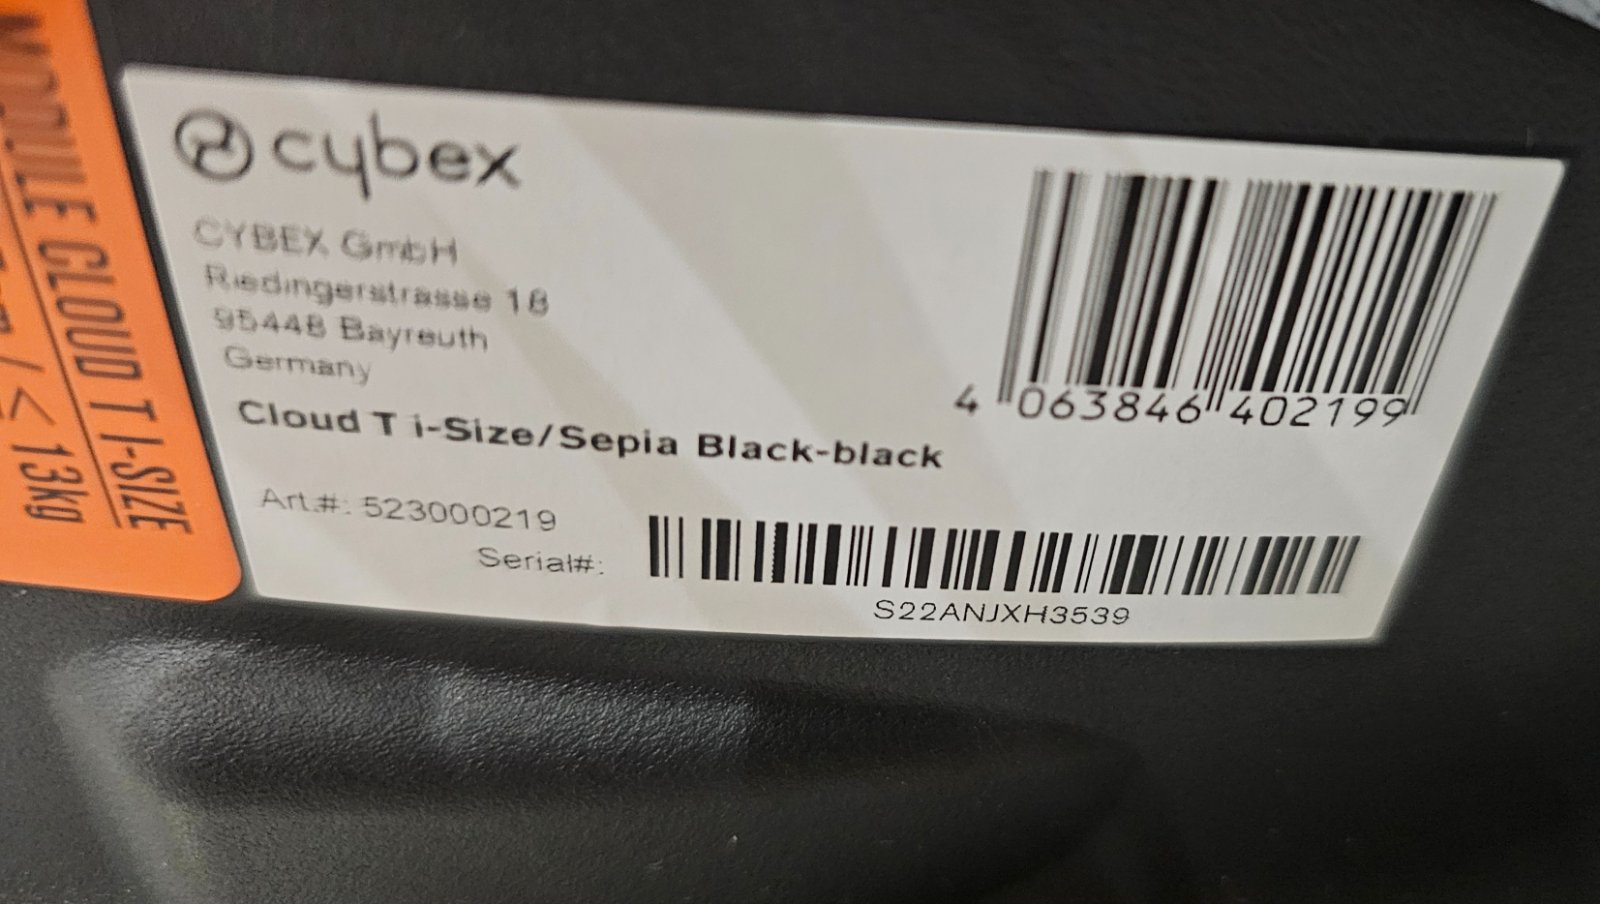 cybex
CYBEX GmbH
Riedingerstrasse 18
95448 Bayreuth
Germany
4 063846 402199
Cloud T i-Size/Sepia Black-black
Art.#: 523000219
Serial#:
S22ANJXH3539
CLOUD T I-SIZE
/ ≤ 13kg